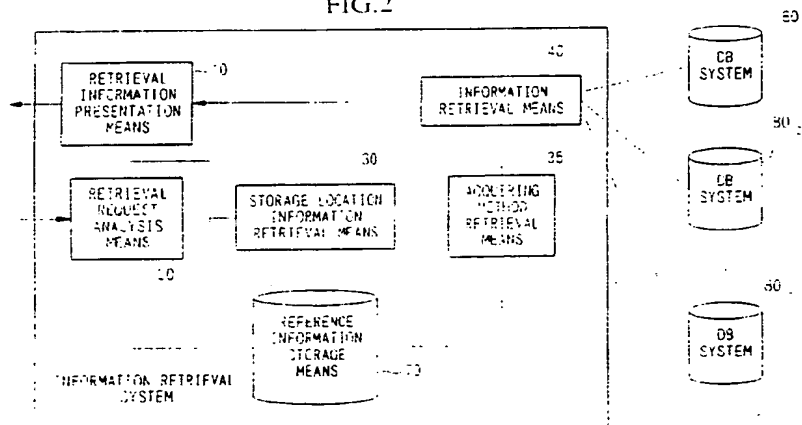 FIG.2
RETRIEVAL
INFORMATION
PRESENTATION
MEANS
40
INFORMATION
RETRIEVAL MEANS
DB
SYSTEM
RETRIEVAL
REQUEST
ANALYSIS
MEANS
30
STORAGE LOCATION
INFORMATION
RETRIEVAL MEANS
35
ACQUIRING
METHOD
RETRIEVAL
MEANS
80
DB
SYSTEM
REFERENCE
INFORMATION
STORAGE
MEANS
INFORMATION RETRIEVAL
SYSTEM
80
DB
SYSTEM